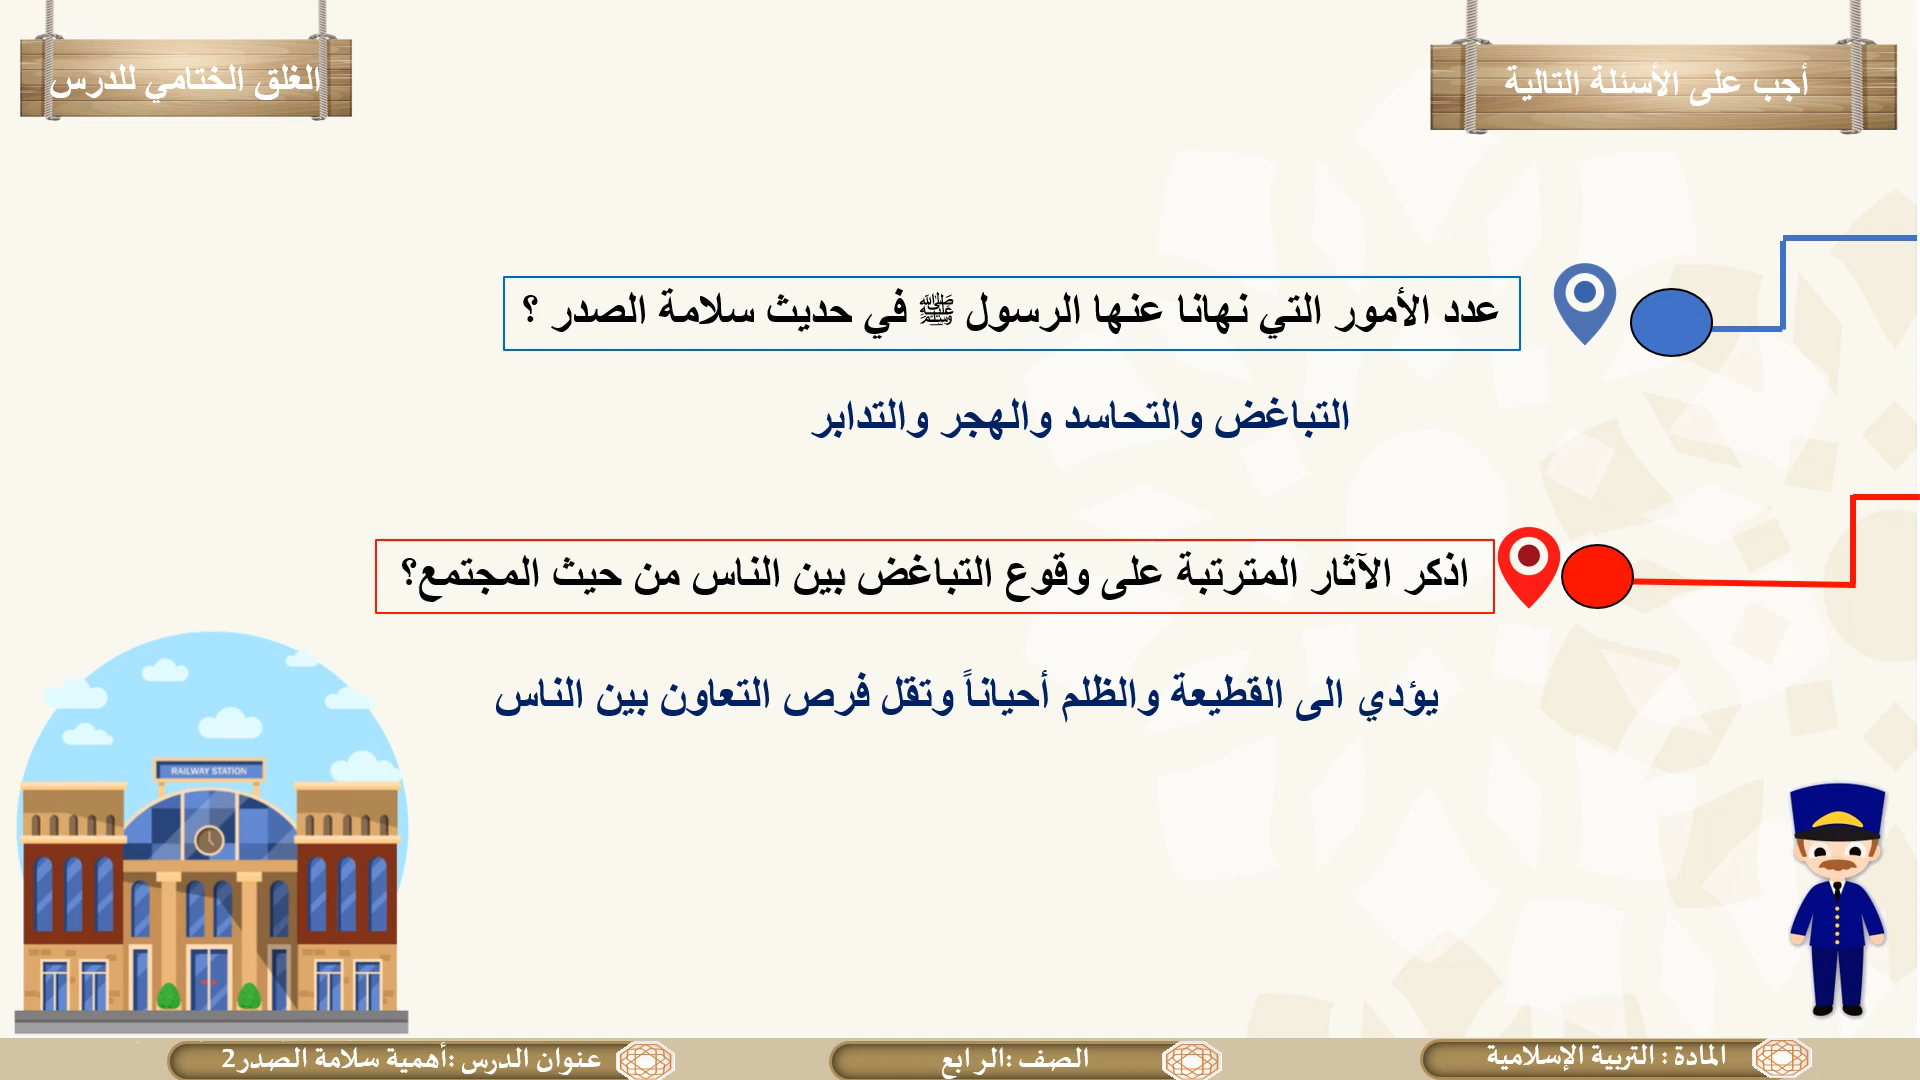 أجب على الأسئلة التالية
الغلق الختامي للدرس
عدد الأمور التي نهانا عنها الرسول ﷺ في حديث سلامة الصدر ؟
التباغض والتحاسد والهجر والتدابر
اذكر الآثار المترتبة على وقوع التباغض بين الناس من حيث المجتمع؟
يؤدي الى القطيعة والظلم أحياناً وتقل فرص التعاون بين الناس
RAILWAY STATION
المادة : التربية الإسلامية
الصف :الرابع
عنوان الدرس :أهمية سلامة الصدر2